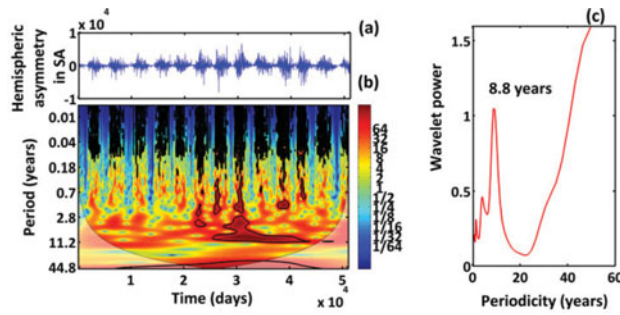 1 × 10^4
(a)
Hemispheric
asymmetry
in SA
0
-1
(b)
Period (years)
0.01
0.04
0.18
0.7
2.8
11.2
44.8
64
32
16
8
4
2
1
1/2
1/4
1/8
1/16
1/32
1/64
1 2 3 4 5
× 10^4
Time (days)
(c)
Wavelet power
1.5
1
0.5
0
8.8 years
0 20 40 60
Periodicity (years)